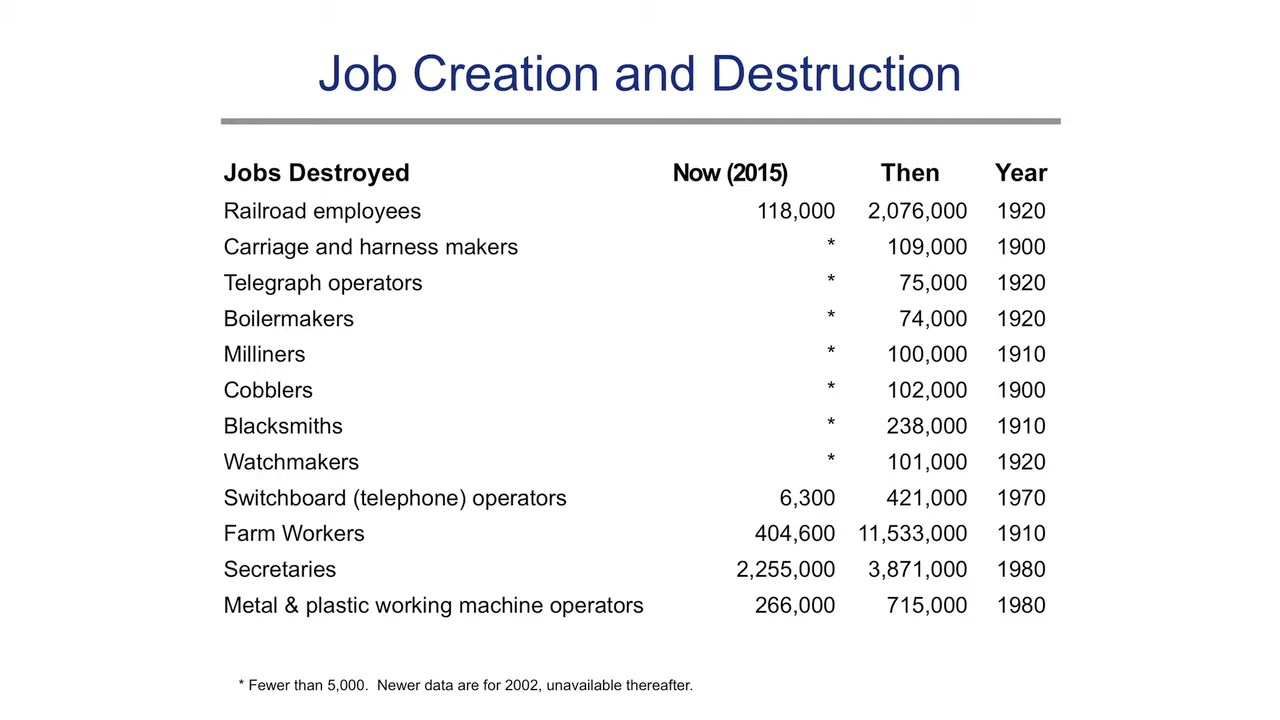 Job Creation and Destruction
Jobs Destroyed Now (2015) Then Year
Railroad employees 118,000 2,076,000 1920
Carriage and harness makers * 109,000 1900
Telegraph operators * 75,000 1920
Boilermakers * 74,000 1920
Milliners * 100,000 1910
Cobblers * 102,000 1900
Blacksmiths * 238,000 1910
Watchmakers * 101,000 1920
Switchboard (telephone) operators 6,300 421,000 1970
Farm Workers 404,600 11,533,000 1910
Secretaries 2,255,000 3,871,000 1980
Metal & plastic working machine operators 266,000 715,000 1980
* Fewer than 5,000. Newer data are for 2002, unavailable thereafter.